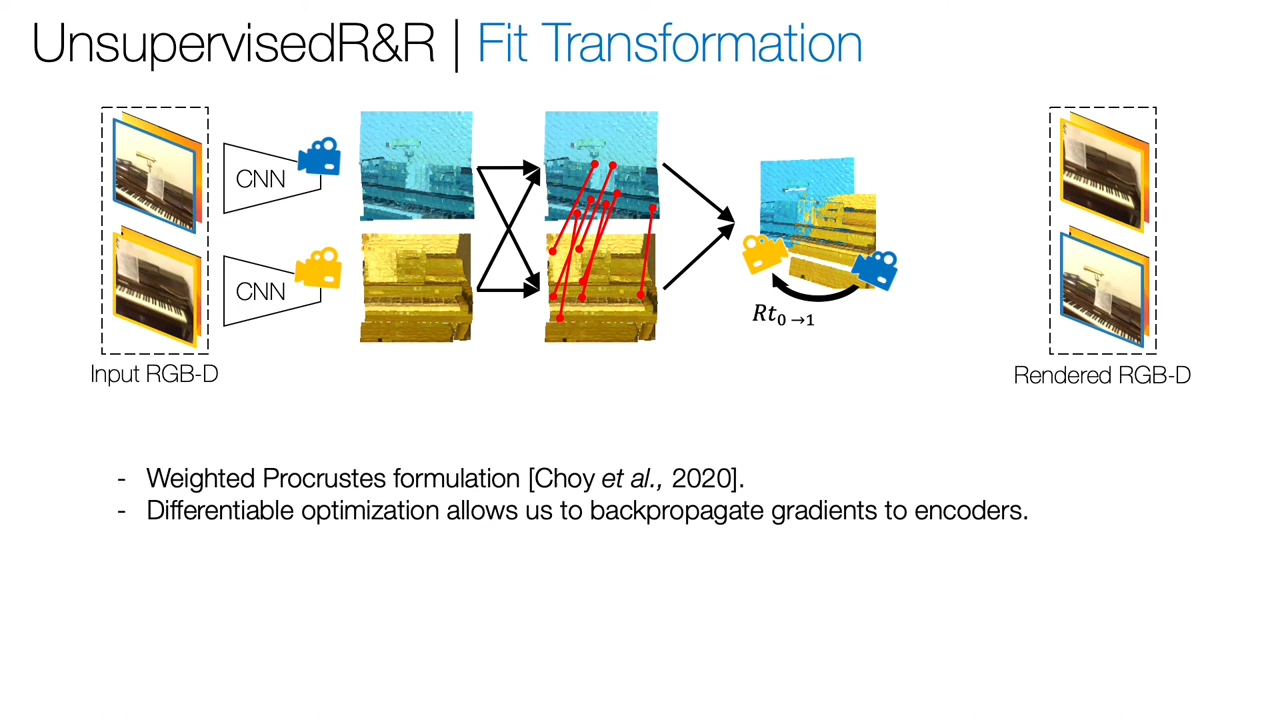 UnsupervisedR&R | Fit Transformation
CNN
CNN
Rt0→1
Input RGB-D
Rendered RGB-D
- Weighted Procrustes formulation [Choy et al., 2020].
- Differentiable optimization allows us to backpropagate gradients to encoders.